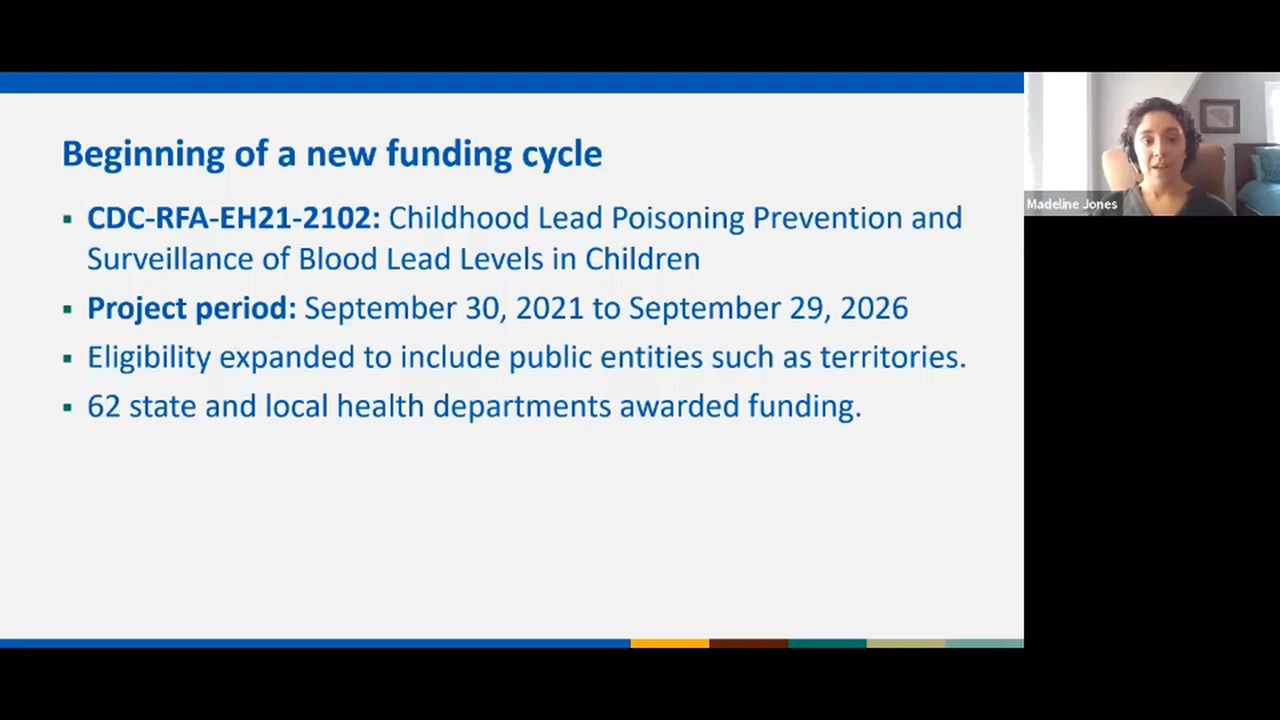 Beginning of a new funding cycle
CDC-RFA-EH21-2102: Childhood Lead Poisoning Prevention and
Surveillance of Blood Lead Levels in Children
Project period: September 30, 2021 to September 29, 2026
Eligibility expanded to include public entities such as territories.
62 state and local health departments awarded funding.
Madeline Jones